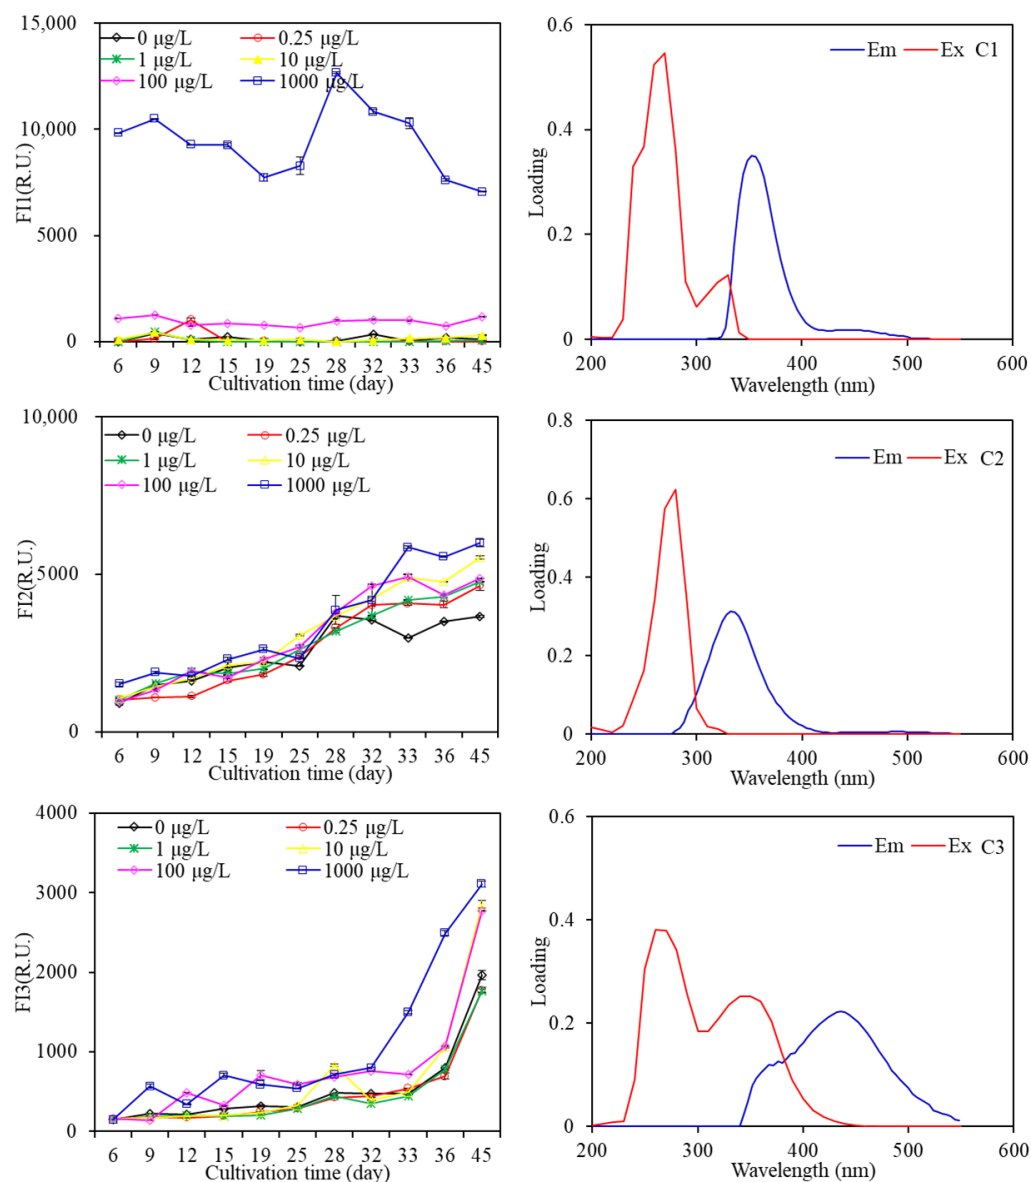 15,000
10,000
5000
0
FI1(R.U.)
0 μg/L
0.25 μg/L
1 μg/L
10 μg/L
100 μg/L
1000 μg/L
6 9 12 15 19 25 28 32 33 36 45
Cultivation time (day)
0.6
0.4
0.2
0
Loading
Em Ex C1
200 300 400 500 600
Wavelength (nm)
10,000
5000
0
FI2(R.U.)
0 μg/L
0.25 μg/L
1 μg/L
10 μg/L
100 μg/L
1000 μg/L
6 9 12 15 19 25 28 32 33 36 45
Cultivation time (day)
0.8
0.6
0.4
0.2
0
Loading
Em Ex C2
200 300 400 500 600
Wavelength (nm)
4000
3000
2000
1000
0
FI3(R.U.)
0 μg/L
0.25 μg/L
1 μg/L
10 μg/L
100 μg/L
1000 μg/L
6 9 12 15 19 25 28 32 33 36 45
Cultivation time (day)
0.6
0.4
0.2
0
Loading
Em Ex C3
200 300 400 500 600
Wavelength (nm)